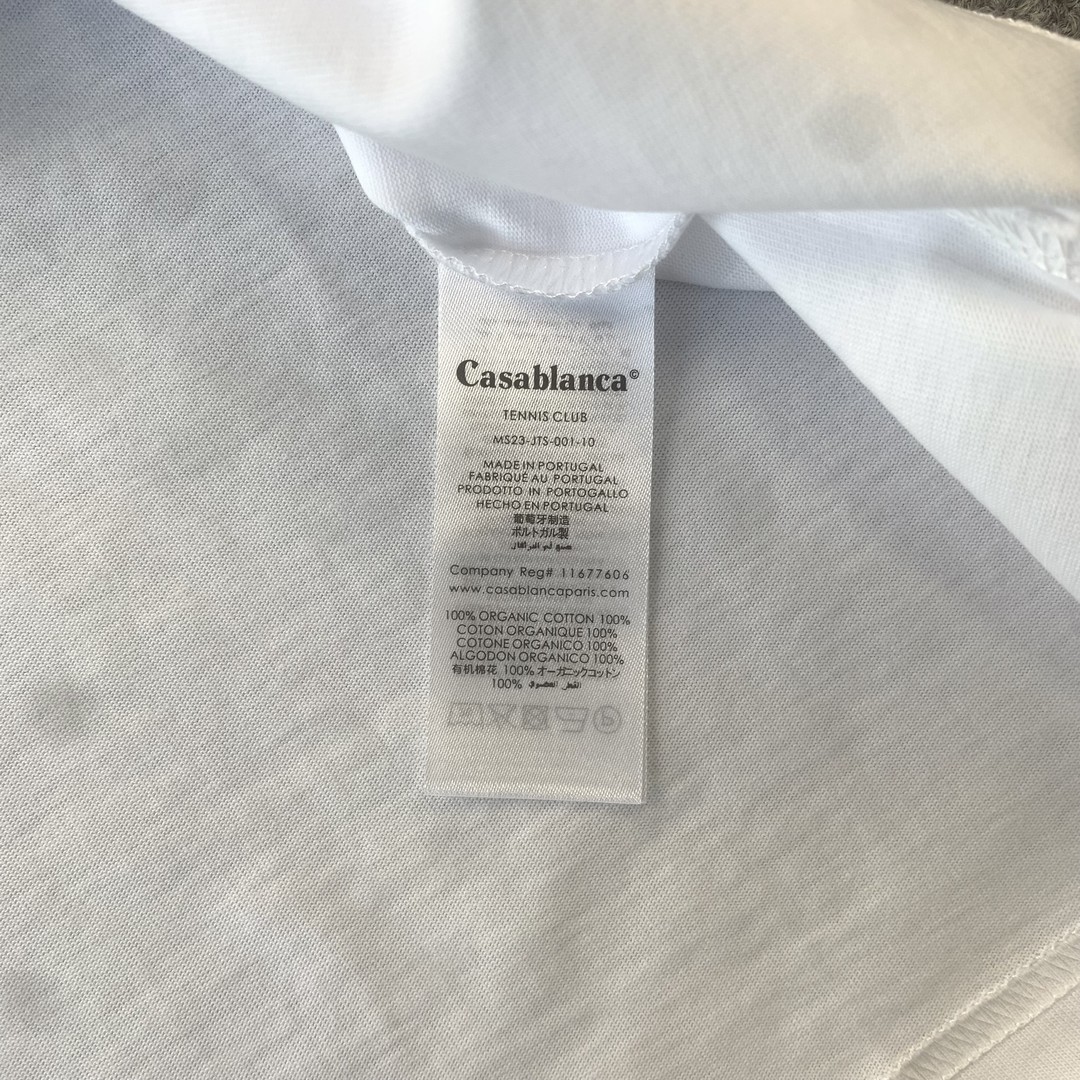 Casablanca©
TENNIS CLUB
MS23-JTS-001-10
MADE IN PORTUGAL
FABRIQUÉ AU PORTUGAL
PRODOTTO IN PORTOGALLO
HECHO EN PORTUGAL
葡萄牙制造
ポルトガル製
Company Reg# 11677606
www.casablancaparis.com
100% ORGANIC COTTON 100%
COTON ORGANIQUE 100%
COTONE ORGANICO 100%
ALGODON ORGANICO 100%
有机棉花 100% オーガニックコットン
100%